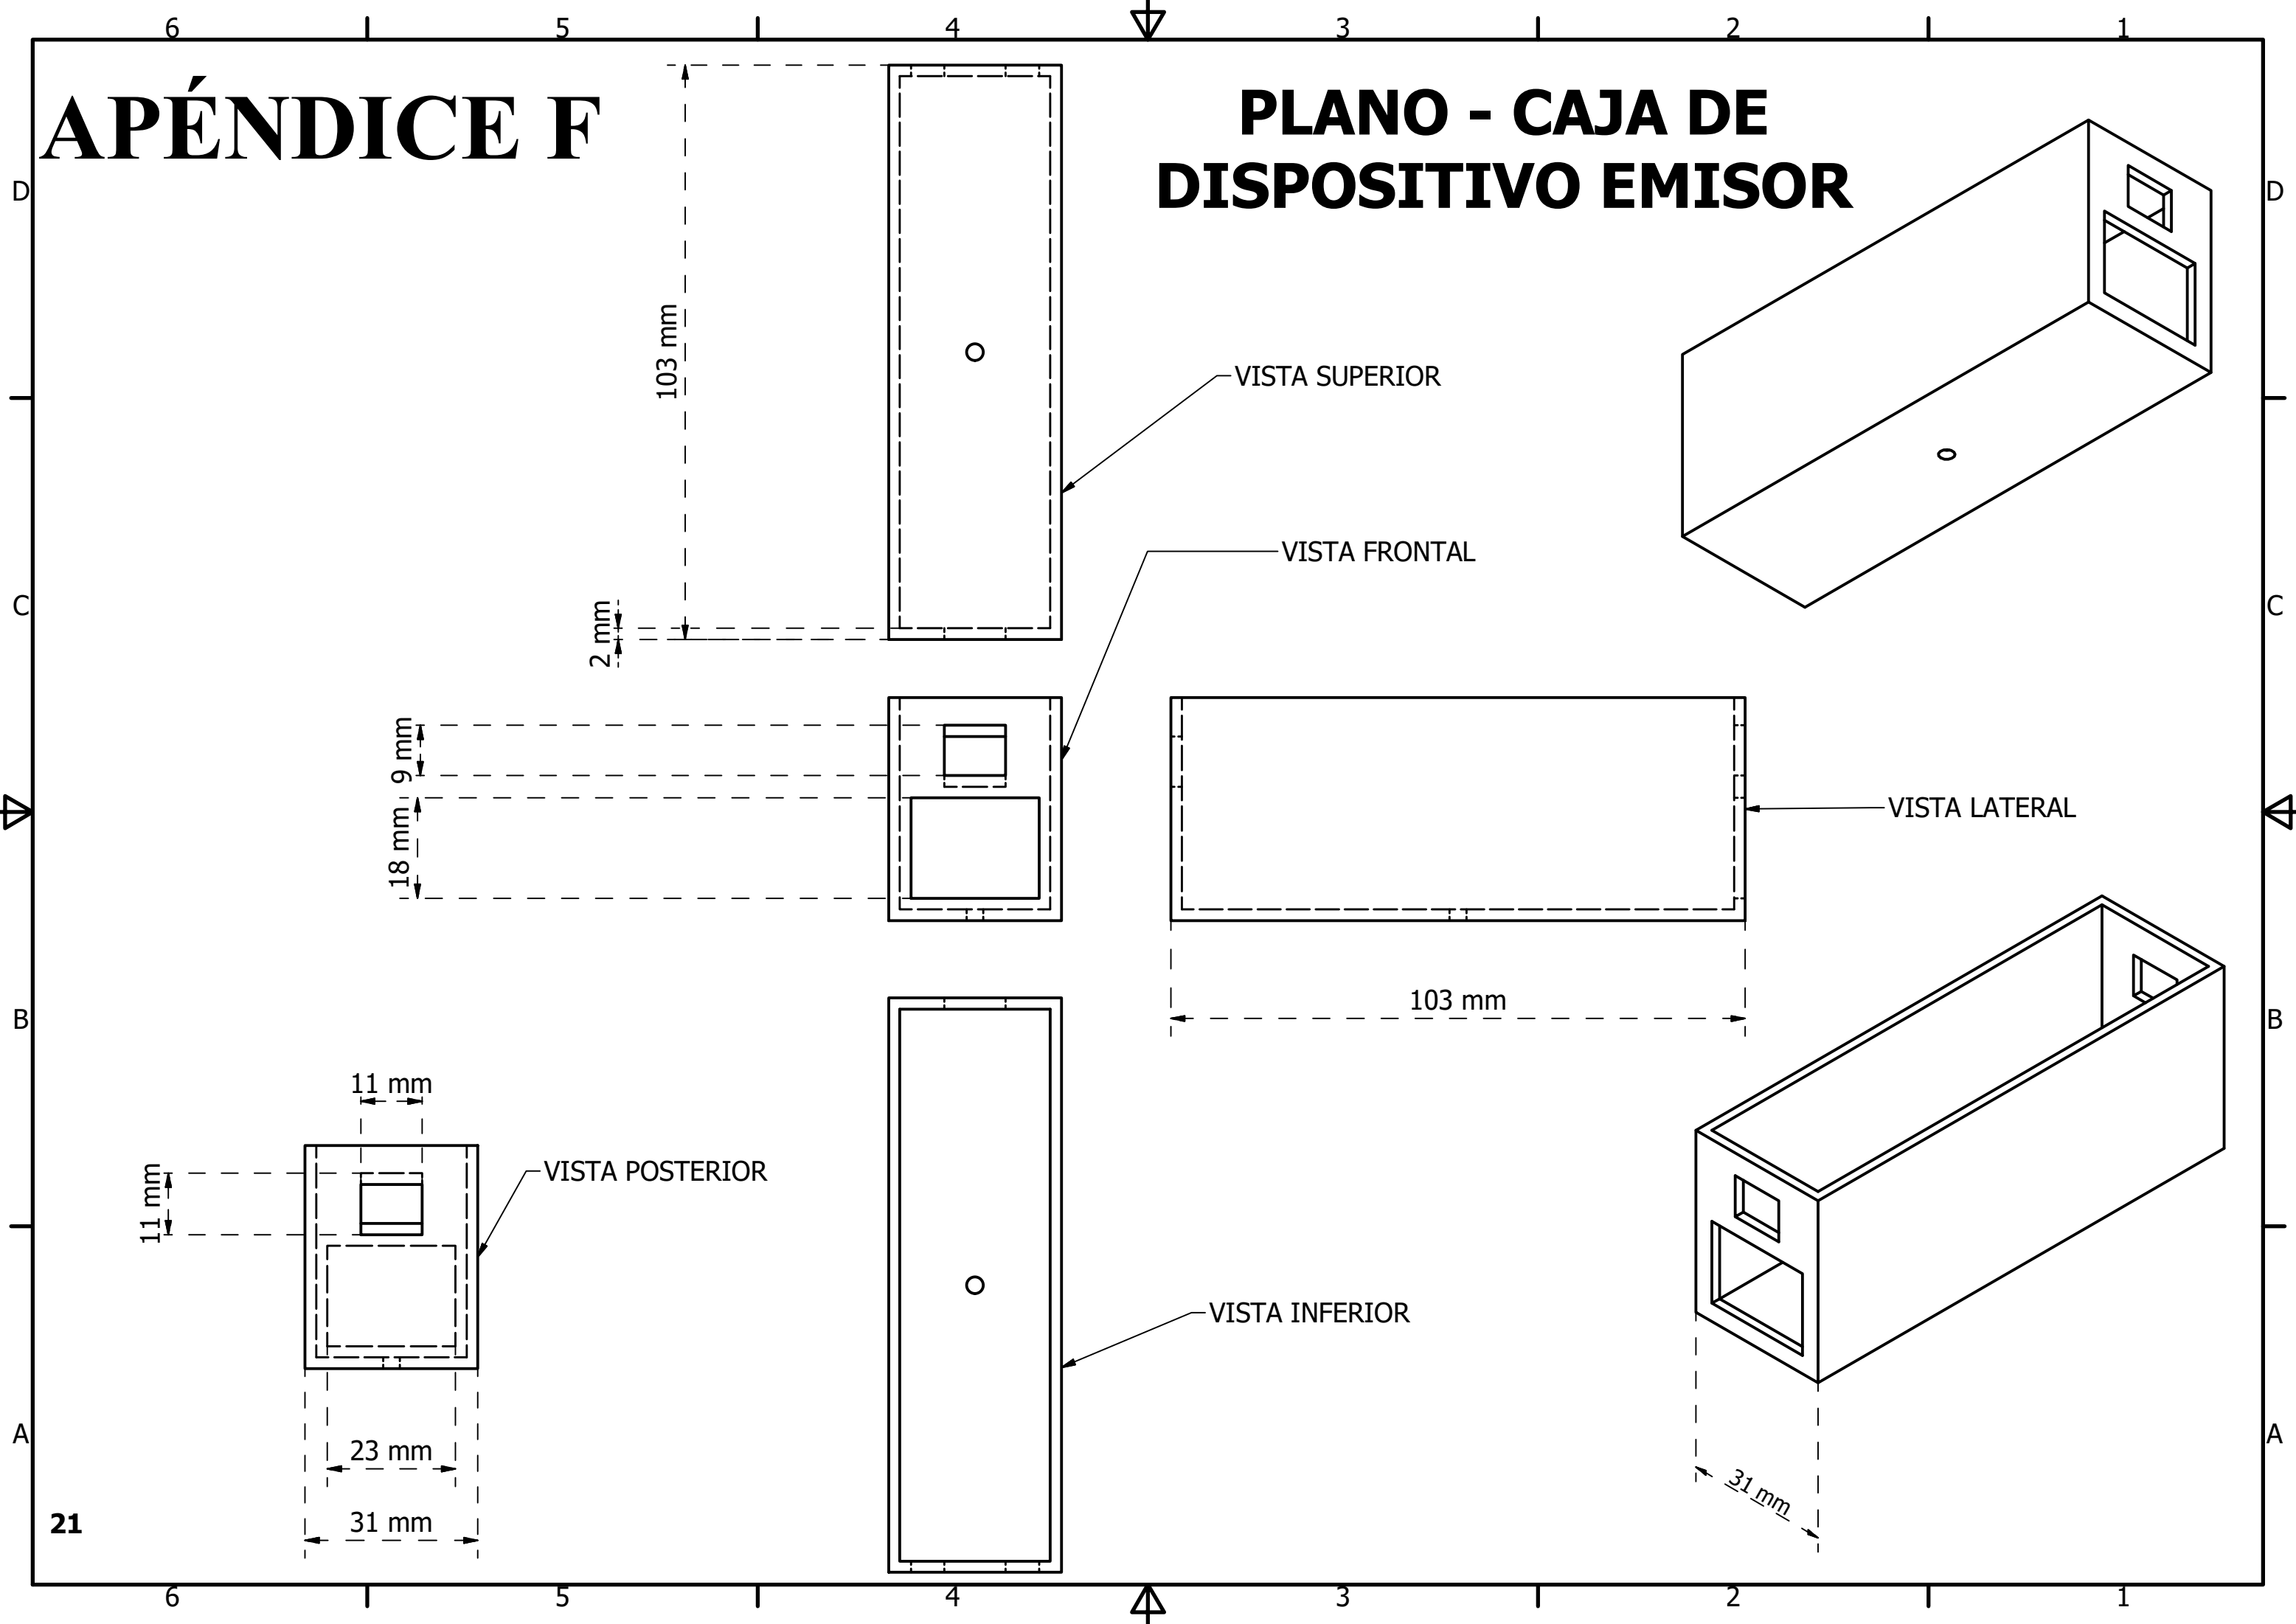 6 5 4 3 2 1
APÉNDICE F
PLANO - CAJA DE
DISPOSITIVO EMISOR
D D
103 mm
VISTA SUPERIOR
VISTA FRONTAL
C C
2 mm
9 mm
18 mm
VISTA LATERAL
103 mm
B B
11 mm
11 mm
VISTA POSTERIOR
VISTA INFERIOR
A A
23 mm
31 mm
31 mm
21
6 5 4 3 2 1